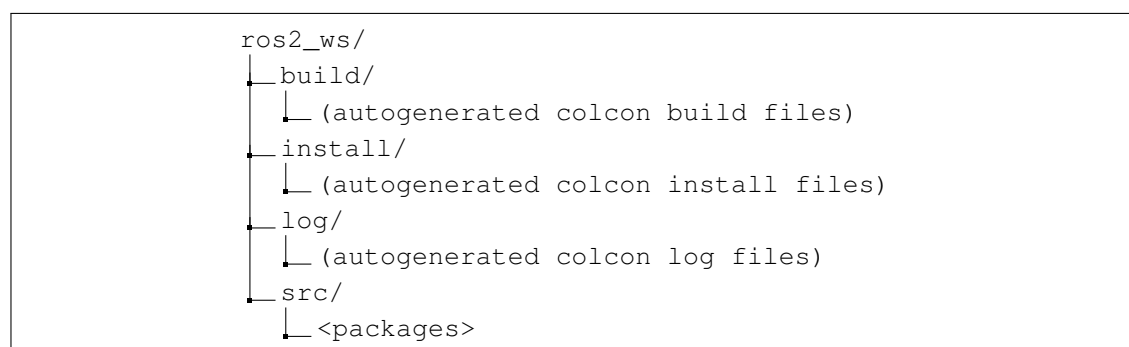 ros2_ws/
build/
(autogenerated colcon build files)
install/
(autogenerated colcon install files)
log/
(autogenerated colcon log files)
src/
<packages>